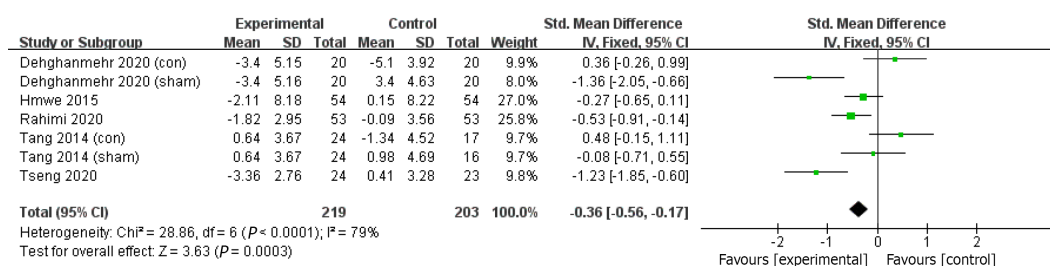 Experimental Control Std. Mean Difference Std. Mean Difference
Study or Subgroup Mean SD Total Mean SD Total Weight IV, Fixed, 95% CI IV, Fixed, 95% CI
Dehghanmehr 2020 (con) -3.4 5.15 20 -5.1 3.92 20 9.9% 0.36 [-0.26, 0.99]
Dehghanmehr 2020 (sham) -3.4 5.16 20 3.4 4.63 20 8.0% -1.36 [-2.05, -0.66]
Hmwe 2015 -2.11 8.18 54 0.15 8.22 54 27.0% -0.27 [-0.65, 0.11]
Rahimi 2020 -1.82 2.95 53 -0.09 3.56 53 25.8% -0.53 [-0.91, -0.14]
Tang 2014 (con) 0.64 3.67 24 -1.34 4.52 17 9.7% 0.48 [-0.15, 1.11]
Tang 2014 (sham) 0.64 3.67 24 0.98 4.69 16 9.7% -0.08 [-0.71, 0.55]
Tseng 2020 -3.36 2.76 24 0.41 3.28 23 9.8% -1.23 [-1.85, -0.60]
Total (95% CI) 219 203 100.0% -0.36 [-0.56, -0.17]
Heterogeneity: Chi² = 28.86, df = 6 (P < 0.0001); I² = 79%
Test for overall effect: Z = 3.63 (P = 0.0003)
-2 -1 0 1 2
Favours [experimental] Favours [control]